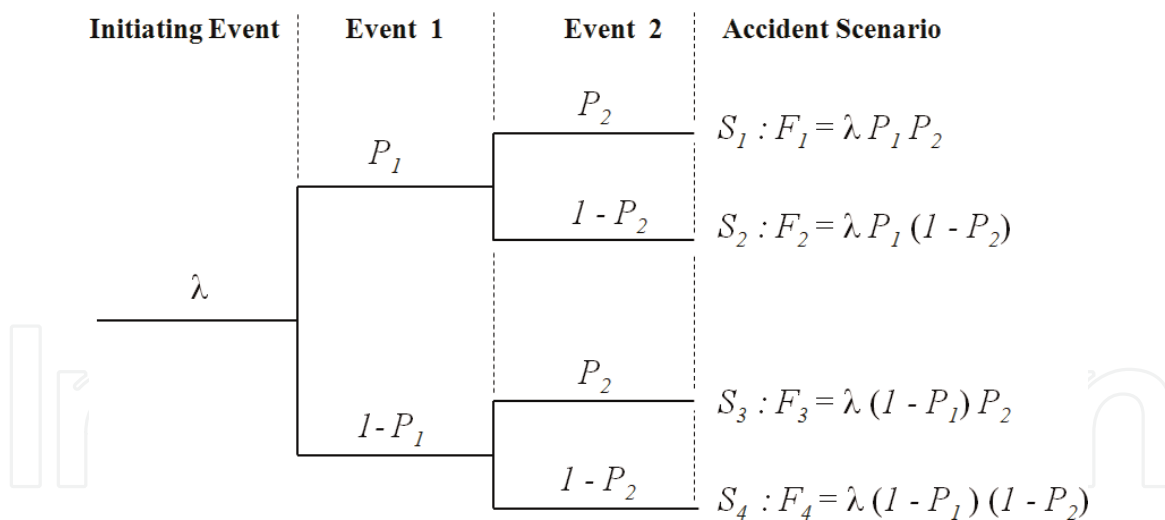 Initiating Event Event 1 Event 2 Accident Scenario
P₂
S₁ : F₁ = λ P₁ P₂
P₁
1 - P₂
S₂ : F₂ = λ P₁ (1 - P₂)
λ
P₂
S₃ : F₃ = λ (1 - P₁) P₂
1- P₁
1 - P₂
S₄ : F₄ = λ (1 - P₁) (1 - P₂)